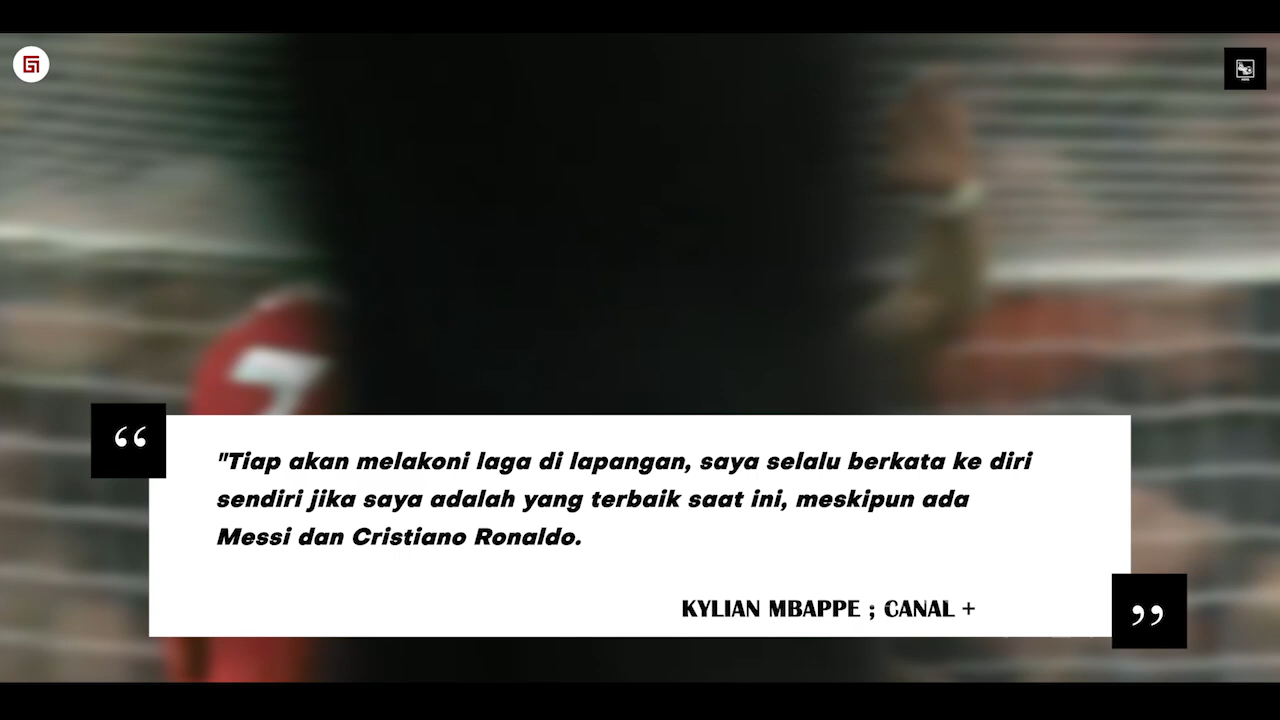 7
“
"Tiap akan melakoni laga di lapangan, saya selalu berkata ke diri
sendiri jika saya adalah yang terbaik saat ini, meskipun ada
Messi dan Cristiano Ronaldo.
KYLIAN MBAPPE ; CANAL +
”